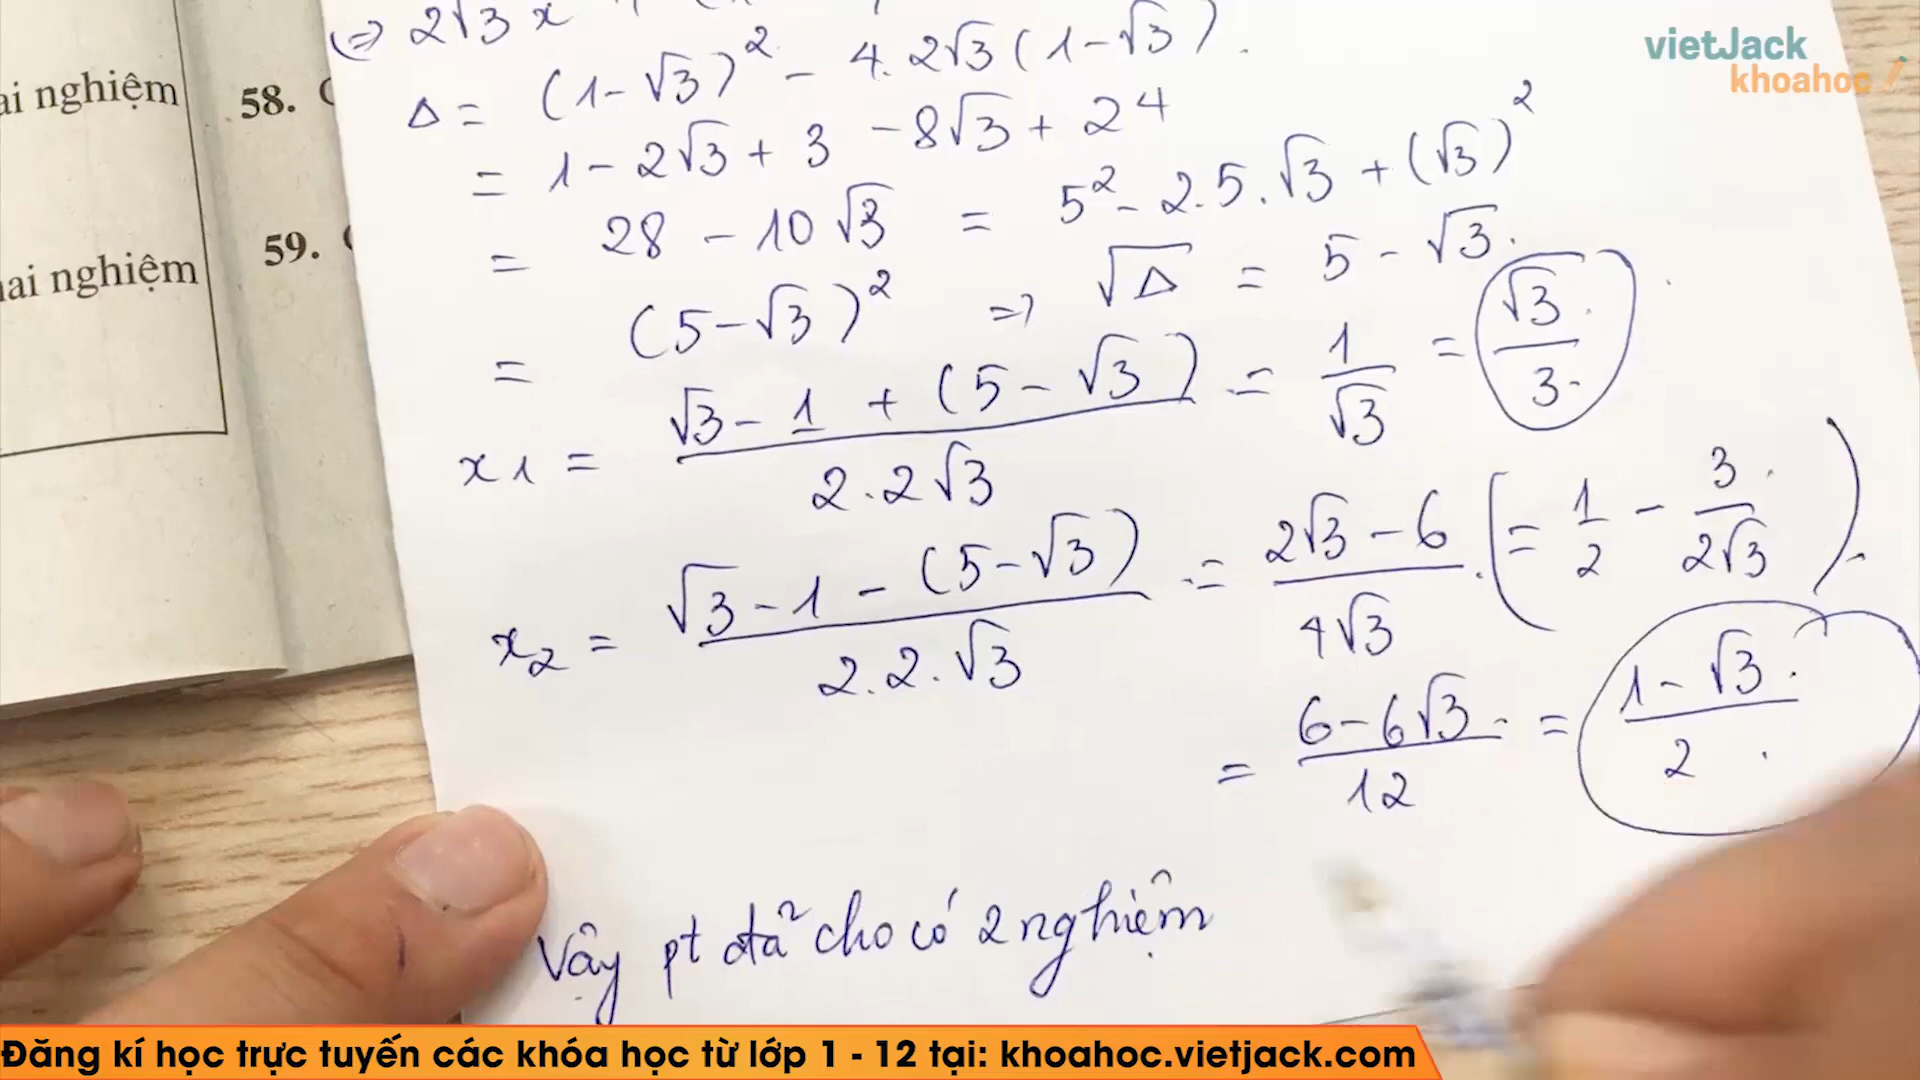 vietJack
khoahoc
ai nghiệm
58.
59.
ai nghiệm
(=) 2√3 x
Δ = (1-√3)² - 4.2√3(1-√3).
= 1-2√3+3 -8√3+24
= 28 - 10√3 = 5² - 2.5.√3 + (√3)²
= (5-√3)² => √Δ = 5-√3.
x1 = (√3-1+(5-√3))/(2.2√3) = 1/√3 = √3/3
x2 = (√3-1-(5-√3))/(2.2.√3) = (2√3-6)/(4√3) . (= 1/2 - 3/(2√3)).
= (6-6√3)/12 = (1-√3)/2
Vậy pt đã cho có 2 nghiệm
Đăng kí học trực tuyến các khóa học từ lớp 1 - 12 tại: khoahoc.vietjack.com